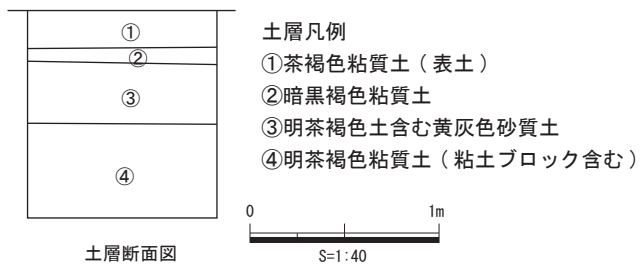 ①
②
③
④
土層断面図
土層凡例
①茶褐色粘質土（表土）
②暗黒褐色粘質土
③明茶褐色土含む黄灰色砂質土
④明茶褐色粘質土（粘土ブロック含む）
0 1m
S=1:40